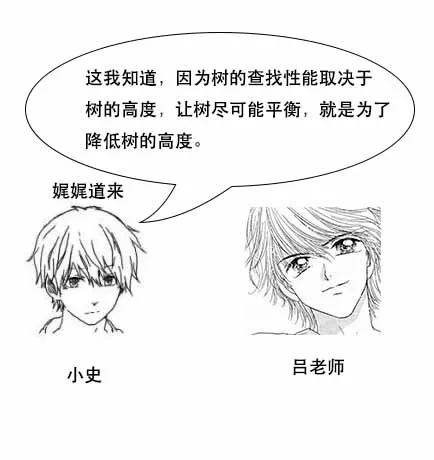 这我知道，因为树的查找性能取决于
树的高度，让树尽可能平衡，就是为了
降低树的高度。
娓娓道来
小史
吕老师